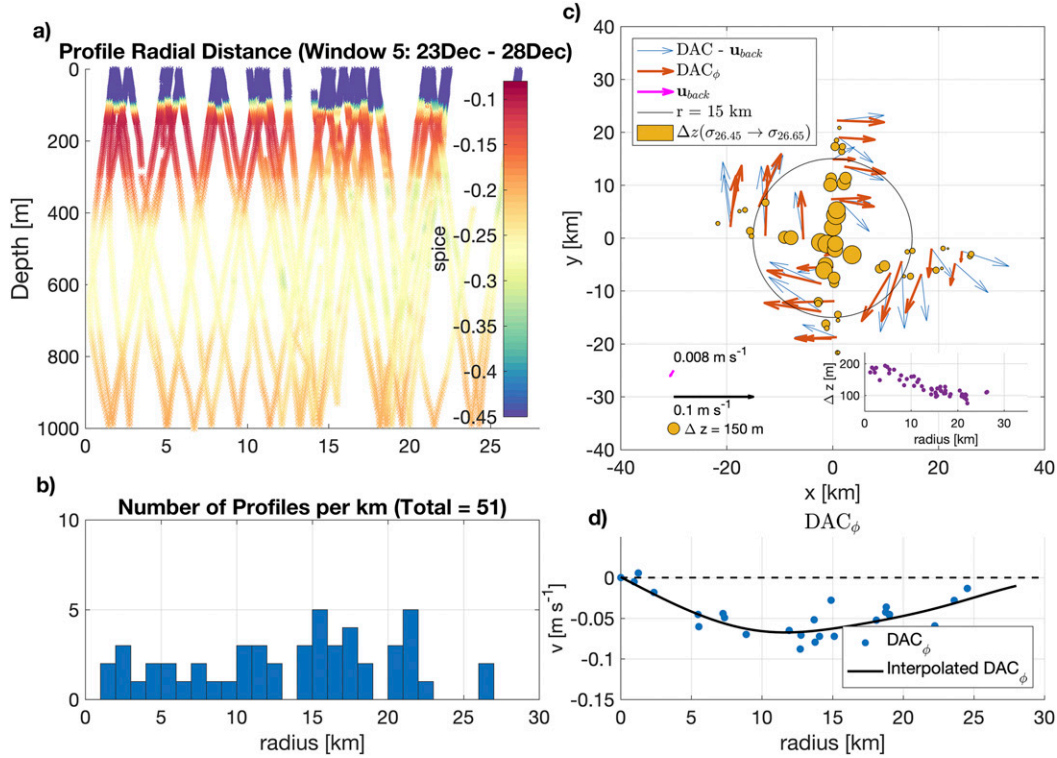 a)
Profile Radial Distance (Window 5: 23Dec - 28Dec)
0
200
400
600
800
1000
Depth [m]
0 5 10 15 20 25
-0.1
-0.15
-0.2
-0.25
-0.3
-0.35
-0.4
-0.45
spice
b)
Number of Profiles per km (Total = 51)
10
5
0
0 5 10 15 20 25 30
radius [km]
c)
DAC - u_back
DAC_ϕ
u_back
r = 15 km
Δz(σ_26.45 → σ_26.65)
40
30
20
10
0
-10
-20
-30
-40
y [km]
-40 -20 0 20 40
x [km]
0.008 m s⁻¹
0.1 m s⁻¹
Δ z = 150 m
200
100
Δ z [m]
0 10 20 30
radius [km]
d)
DAC_ϕ
0
-0.05
-0.1
-0.15
v [m s⁻¹]
DAC_ϕ
Interpolated DAC_ϕ
0 5 10 15 20 25 30
radius [km]